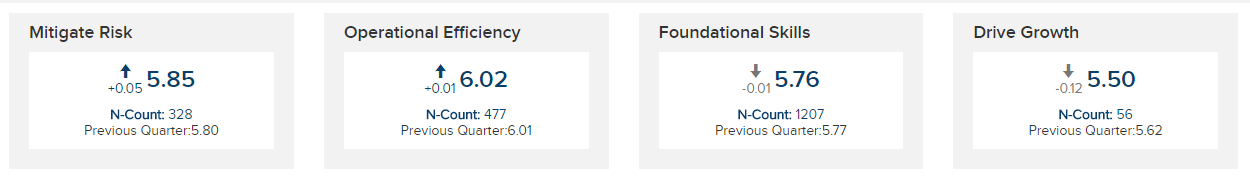 Mitigate Risk
+0.05 5.85
N-Count: 328
Previous Quarter:5.80
Operational Efficiency
+0.01 6.02
N-Count: 477
Previous Quarter:6.01
Foundational Skills
-0.01 5.76
N-Count: 1207
Previous Quarter:5.77
Drive Growth
-0.12 5.50
N-Count: 56
Previous Quarter:5.62